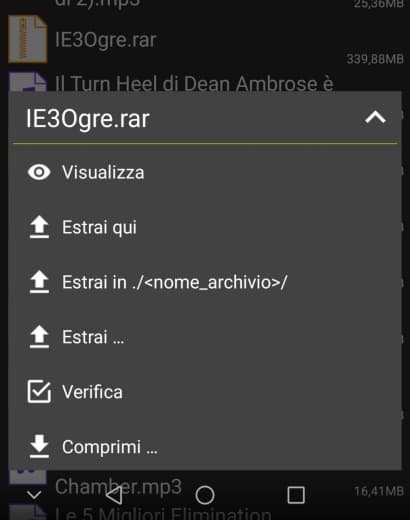 di 2).mp3
25,36MB
IE3Ogre.rar
339,88MB
Il Turn Heel di Dean Ambrose è
IE3Ogre.rar
Visualizza
Estrai qui
Estrai in ./<nome_archivio>/
Estrai ...
Verifica
Comprimi ...
Chamber.mp3
16,41MB
Le 5 Migliori Elimination